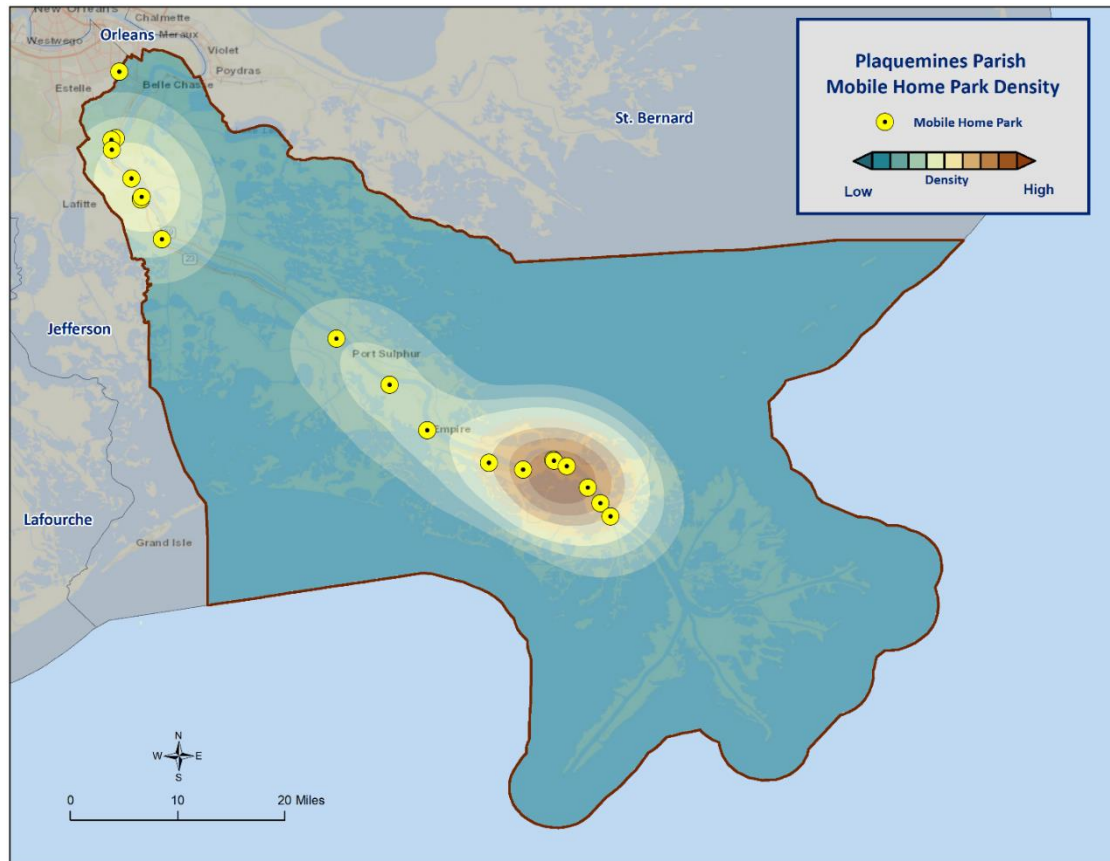 New Orleans
Chalmette
Westwego
Orleans
Meraux
Violet
Estelle
Belle Chasse
Poydras
Plaquemines Parish
Mobile Home Park Density
Mobile Home Park
Density
Low
High
St. Bernard
Lafitte
23
Jefferson
Port Sulphur
Empire
Lafourche
Grand Isle
N
W
E
S
0
10
20 Miles